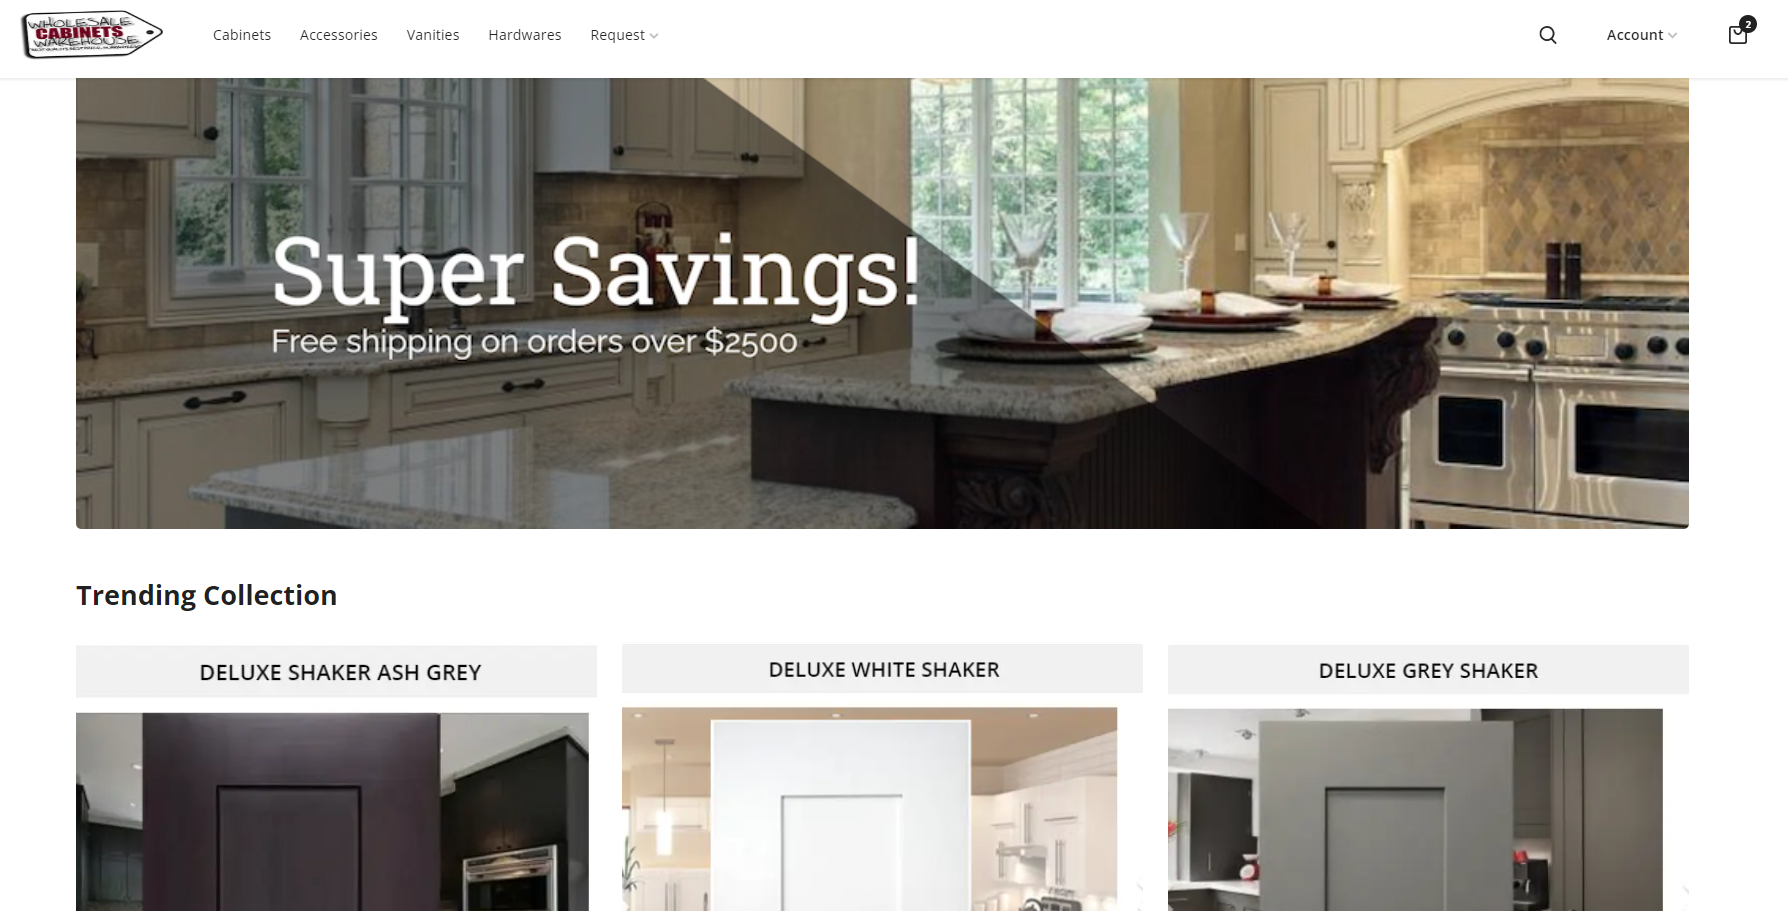 WHOLESALE
CABINETS
WAREHOUSE
Cabinets
Accessories
Vanities
Hardwares
Request
Account
2
Super Savings!
Free shipping on orders over $2500
Trending Collection
DELUXE SHAKER ASH GREY
DELUXE WHITE SHAKER
DELUXE GREY SHAKER